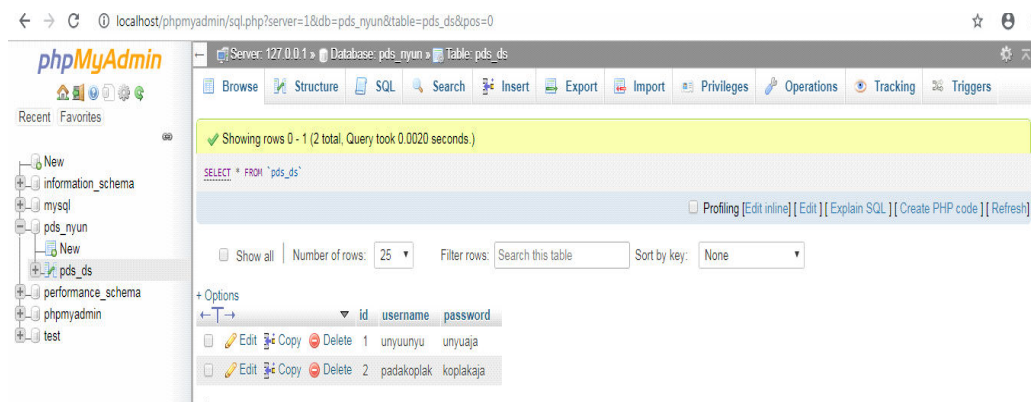 localhost/phpmyadmin/sql.php?server=1&db=pds_nyun&table=pds_ds&pos=0
phpMyAdmin
Recent Favorites
New
information_schema
mysql
pds_nyun
New
pds_ds
performance_schema
phpmyadmin
test
Server: 127.0.0.1 » Database: pds_nyun » Table: pds_ds
Browse Structure SQL Search Insert Export Import Privileges Operations Tracking Triggers
Showing rows 0 - 1 (2 total, Query took 0.0020 seconds.)
SELECT * FROM `pds_ds`
Profiling [Edit inline] [ Edit ] [ Explain SQL ] [ Create PHP code ] [ Refresh]
Show all | Number of rows: 25 Filter rows: Search this table Sort by key: None
+ Options
←T→ ▼ id username password
Edit Copy Delete 1 unyuunyu unyuaja
Edit Copy Delete 2 padakoplak koplakaja